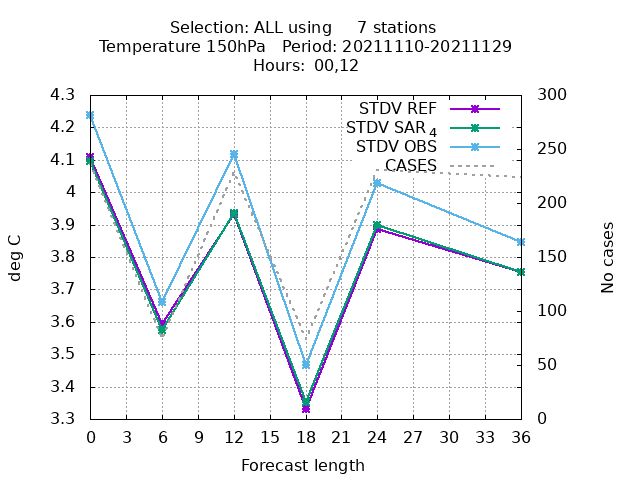 Selection: ALL using     7 stations
Temperature 150hPa   Period: 20211110-20211129
Hours:  00,12
4.3
4.2
4.1
4
3.9
3.8
3.7
3.6
3.5
3.4
3.3
deg C
STDV REF
STDV SAR 4
STDV OBS
CASES
300
250
200
150
100
50
0
No cases
0 3 6 9 12 15 18 21 24 27 30 33 36
Forecast length